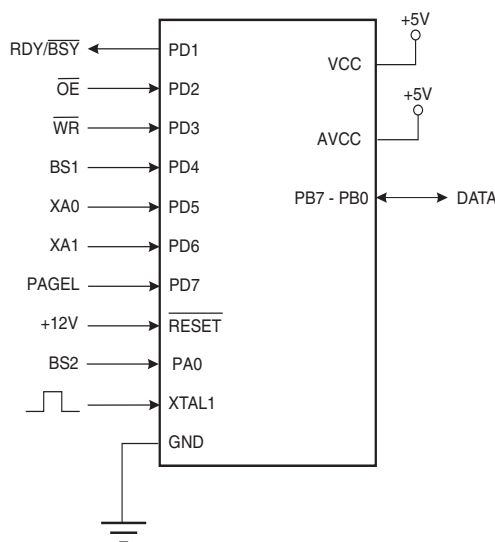 +5V
RDY/BSY PD1
VCC
OE PD2
+5V
WR PD3
AVCC
BS1 PD4
XA0 PD5 PB7 - PB0 DATA
XA1 PD6
PAGEL PD7
+12V RESET
BS2 PA0
XTAL1
GND